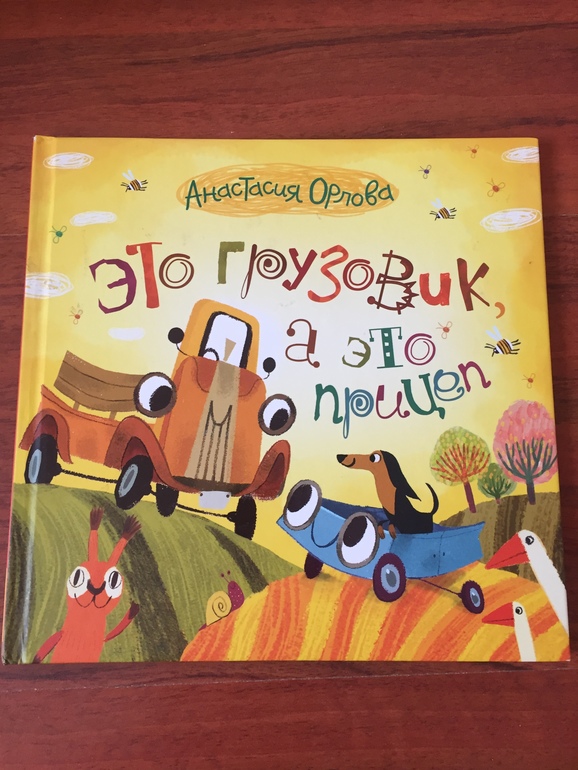 Анастасия Орлова
Это грузовик,
а это
прицеп